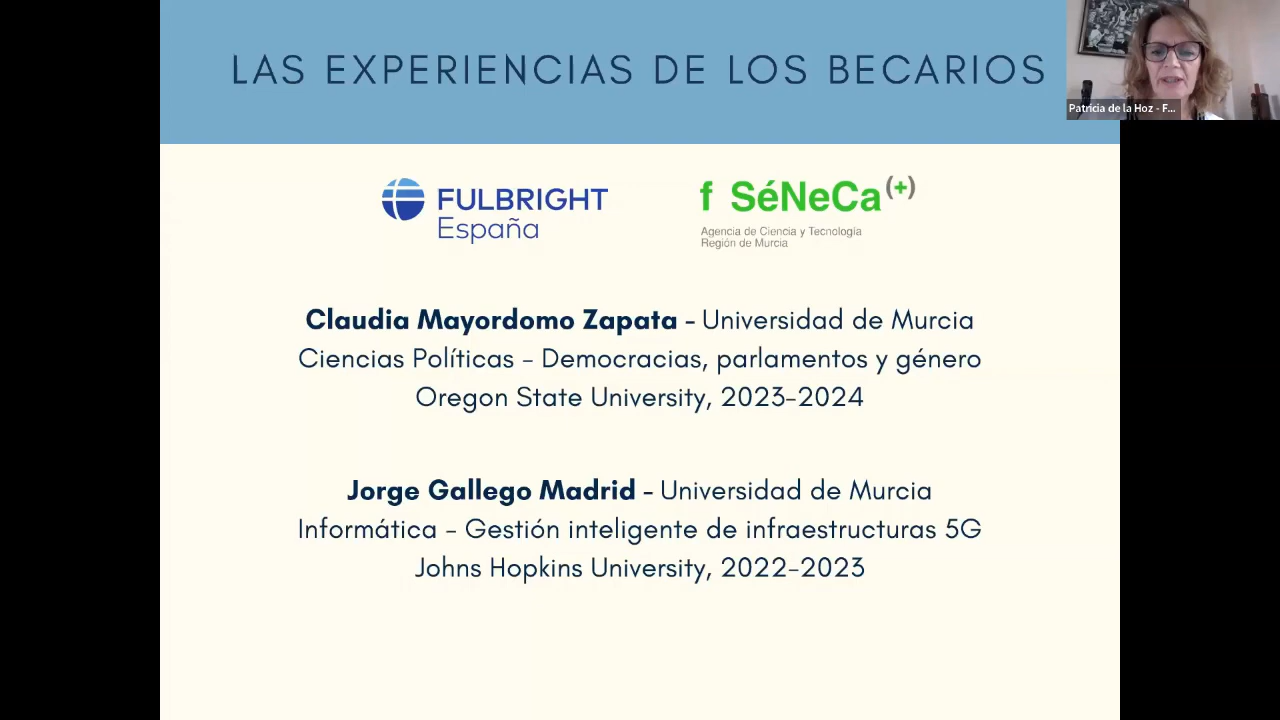 LAS EXPERIENCIAS DE LOS BECARIOS
Patricia de la Hoz - F...
FULBRIGHT
España
f SéNeCa(+)
Agencia de Ciencia y Tecnología
Región de Murcia
Claudia Mayordomo Zapata - Universidad de Murcia
Ciencias Políticas - Democracias, parlamentos y género
Oregon State University, 2023-2024
Jorge Gallego Madrid - Universidad de Murcia
Informática - Gestión inteligente de infraestructuras 5G
Johns Hopkins University, 2022-2023